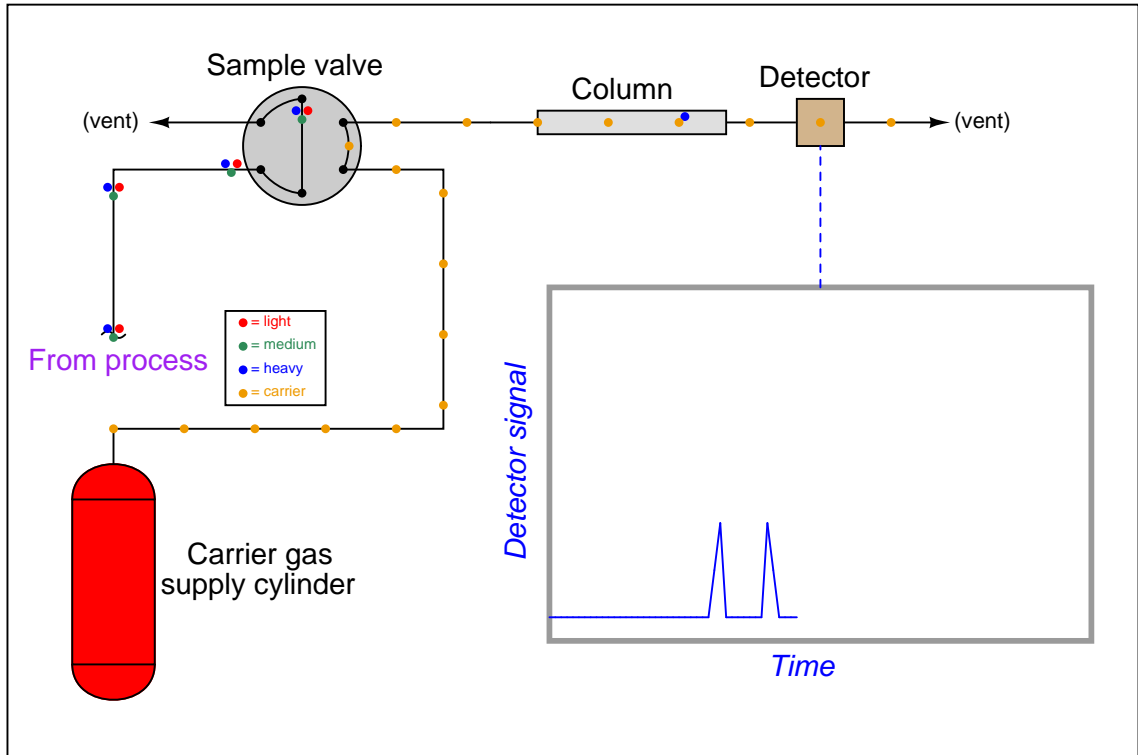 Sample valve
Column
Detector
(vent)
(vent)
= light
= medium
= heavy
= carrier
From process
Detector signal
Carrier gas
supply cylinder
Time